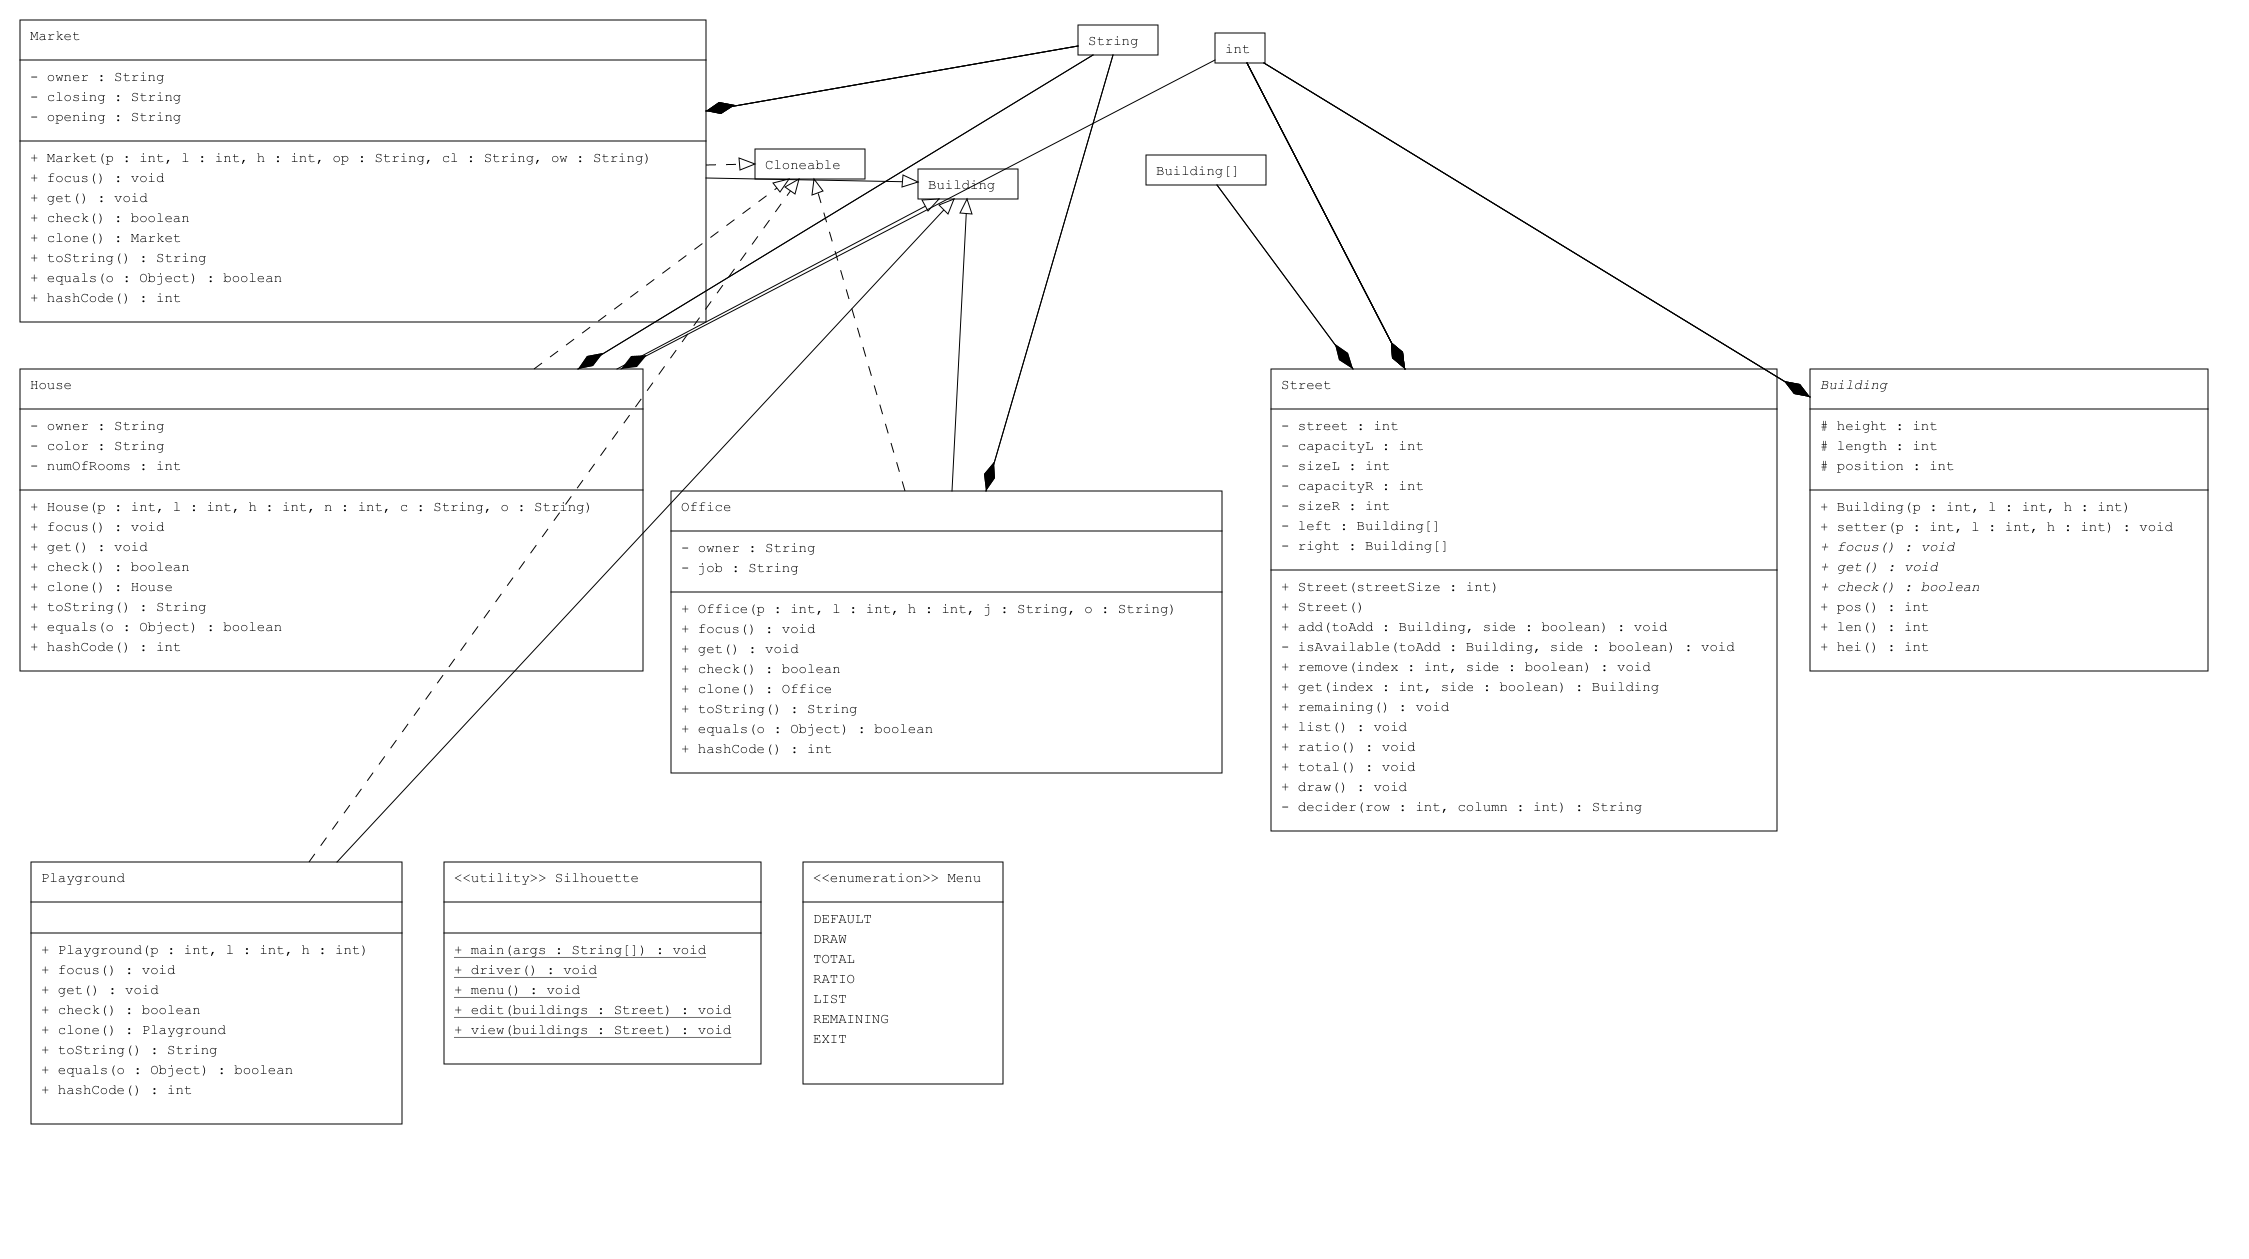 Market
- owner : String
- closing : String
- opening : String
+ Market(p : int, l : int, h : int, op : String, cl : String, ow : String)
+ focus() : void
+ get() : void
+ check() : boolean
+ clone() : Market
+ toString() : String
+ equals(o : Object) : boolean
+ hashCode() : int
String
int
Cloneable
Building
Building[]
House
- owner : String
- color : String
- numOfRooms : int
+ House(p : int, l : int, h : int, n : int, c : String, o : String)
+ focus() : void
+ get() : void
+ check() : boolean
+ clone() : House
+ toString() : String
+ equals(o : Object) : boolean
+ hashCode() : int
Office
- owner : String
- job : String
+ Office(p : int, l : int, h : int, j : String, o : String)
+ focus() : void
+ get() : void
+ check() : boolean
+ clone() : Office
+ toString() : String
+ equals(o : Object) : boolean
+ hashCode() : int
Street
- street : int
- capacityL : int
- sizeL : int
- capacityR : int
- sizeR : int
- left : Building[]
- right : Building[]
+ Street(streetSize : int)
+ Street()
+ add(toAdd : Building, side : boolean) : void
- isAvailable(toAdd : Building, side : boolean) : void
+ remove(index : int, side : boolean) : void
+ get(index : int, side : boolean) : Building
+ remaining() : void
+ list() : void
+ ratio() : void
+ total() : void
+ draw() : void
- decider(row : int, column : int) : String
Building
# height : int
# length : int
# position : int
+ Building(p : int, l : int, h : int)
+ setter(p : int, l : int, h : int) : void
+ focus() : void
+ get() : void
+ check() : boolean
+ pos() : int
+ len() : int
+ hei() : int
Playground
+ Playground(p : int, l : int, h : int)
+ focus() : void
+ get() : void
+ check() : boolean
+ clone() : Playground
+ toString() : String
+ equals(o : Object) : boolean
+ hashCode() : int
<<utility>> Silhouette
+ main(args : String[]) : void
+ driver() : void
+ menu() : void
+ edit(buildings : Street) : void
+ view(buildings : Street) : void
<<enumeration>> Menu
DEFAULT
DRAW
TOTAL
RATIO
LIST
REMAINING
EXIT